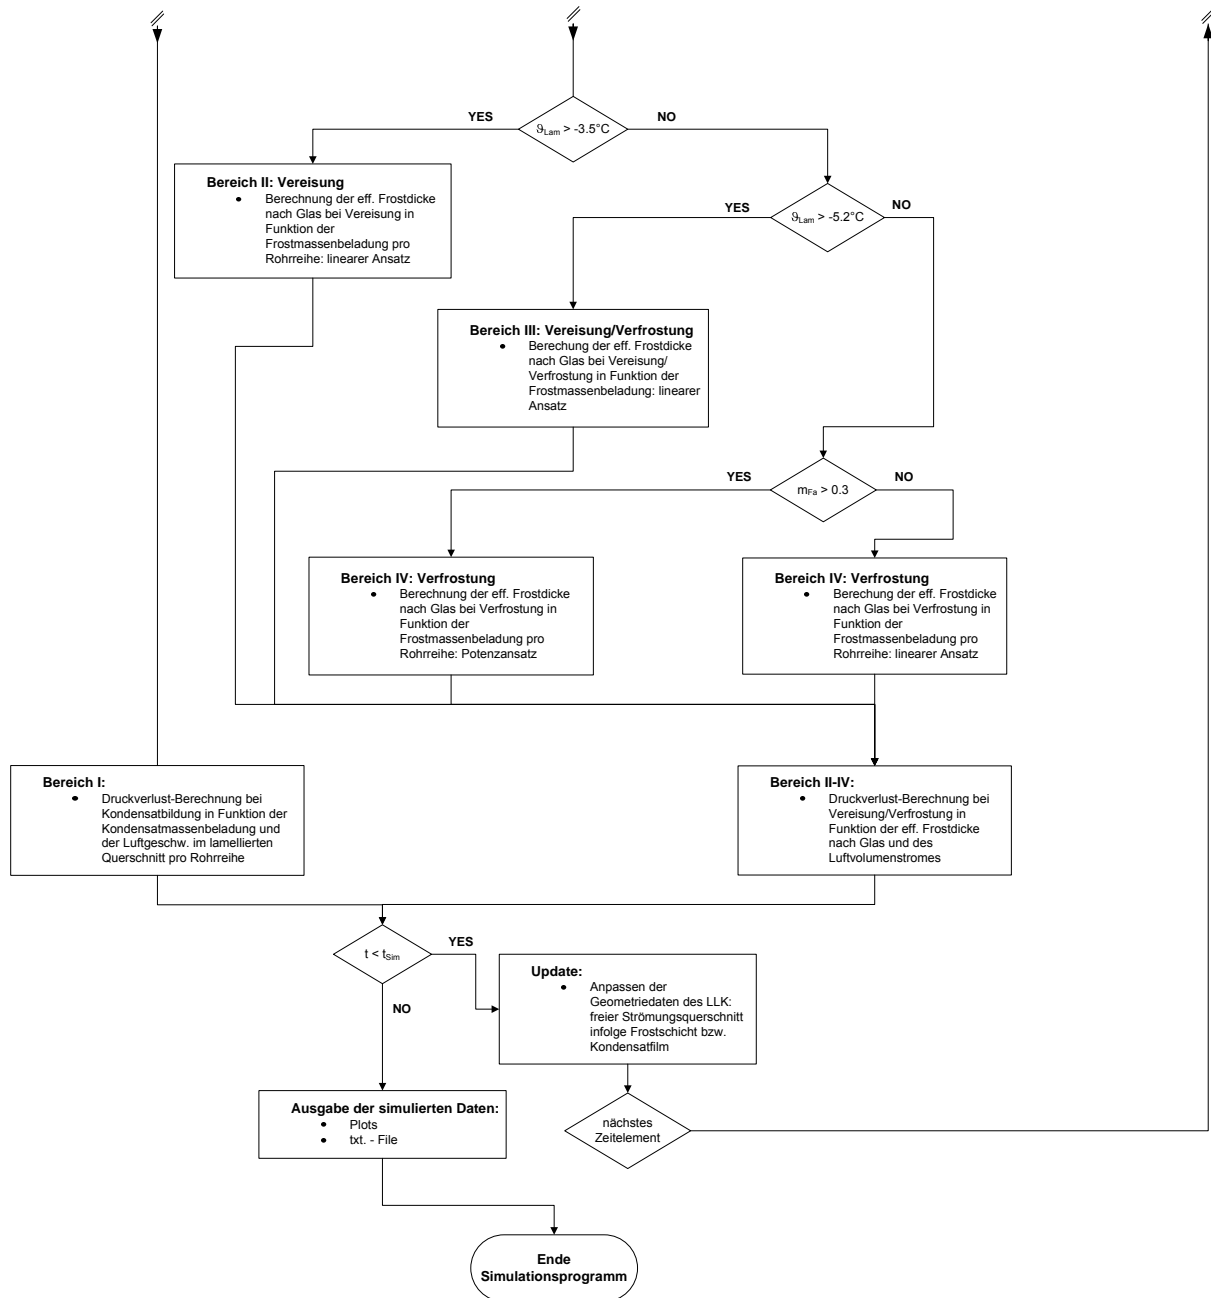 YES
ϑLam > -3.5°C
NO
Bereich II: Vereisung
• Berechnung der eff. Frostdicke
nach Glas bei Vereisung in
Funktion der
Frostmassenbeladung pro
Rohrreihe: linearer Ansatz
YES
ϑLam > -5.2°C
NO
Bereich III: Vereisung/Verfrostung
• Berechung der eff. Frostdicke
nach Glas bei Vereisung/
Verfrostung in Funktion der
Frostmassenbeladung: linearer
Ansatz
YES
mFa > 0.3
NO
Bereich IV: Verfrostung
• Berechnung der eff. Frostdicke
nach Glas bei Verfrostung in
Funktion der
Frostmassenbeladung pro
Rohrreihe: Potenzansatz
Bereich IV: Verfrostung
• Berechung der eff. Frostdicke
nach Glas bei Verfrostung in
Funktion der
Frostmassenbeladung pro
Rohrreihe: linearer Ansatz
Bereich I:
• Druckverlust-Berechnung bei
Kondensatbildung in Funktion der
Kondensatmassenbeladung und
der Luftgeschw. im lamellierten
Querschnitt pro Rohrreihe
Bereich II-IV:
• Druckverlust-Berechnung bei
Vereisung/Verfrostung in
Funktion der eff. Frostdicke
nach Glas und des
Luftvolumenstromes
t < tSim
YES
NO
Update:
• Anpassen der
Geometriedaten des LLK:
freier Strömungsquerschnitt
infolge Frostschicht bzw.
Kondensatfilm
Ausgabe der simulierten Daten:
• Plots
• txt. - File
nächstes
Zeitelement
Ende
Simulationsprogramm